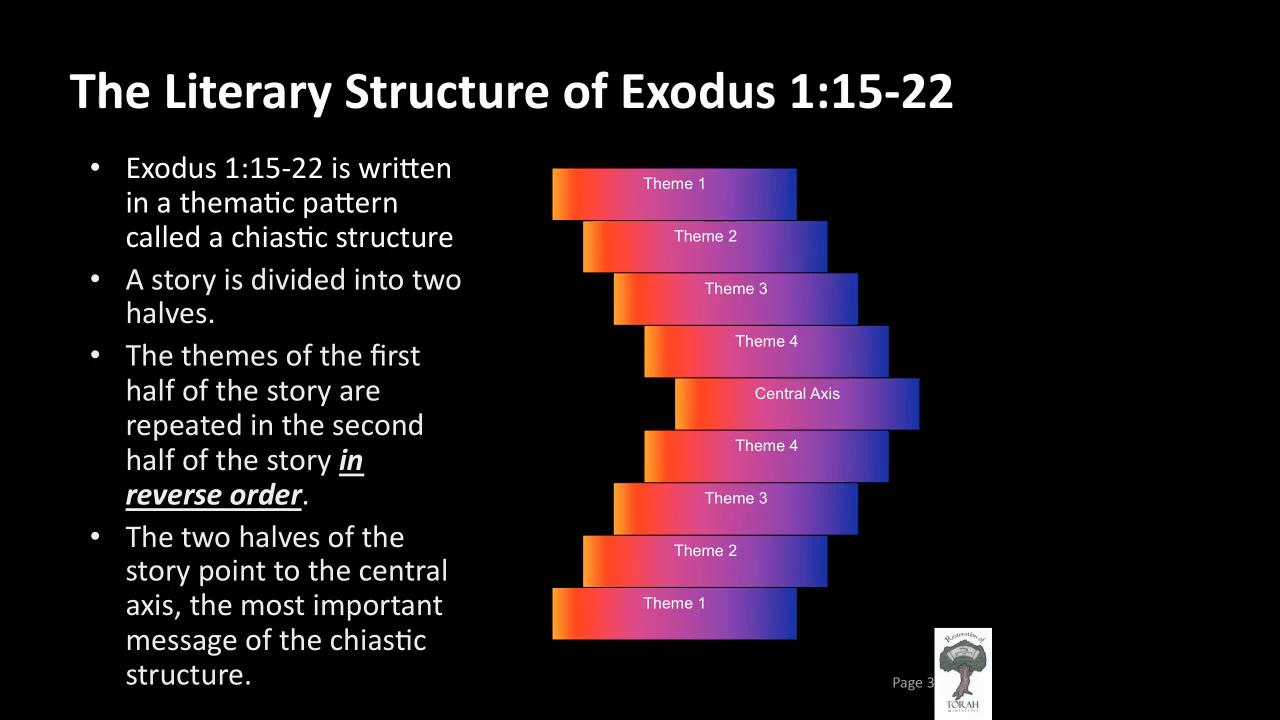 The Literary Structure of Exodus 1:15-22
• Exodus 1:15-22 is written
in a thematic pattern
called a chiastic structure
• A story is divided into two
halves.
• The themes of the first
half of the story are
repeated in the second
half of the story in
reverse order.
• The two halves of the
story point to the central
axis, the most important
message of the chiastic
structure.
Theme 1
Theme 2
Theme 3
Theme 4
Central Axis
Theme 4
Theme 3
Theme 2
Theme 1
Page 3
Restoration of
TORAH
ministries